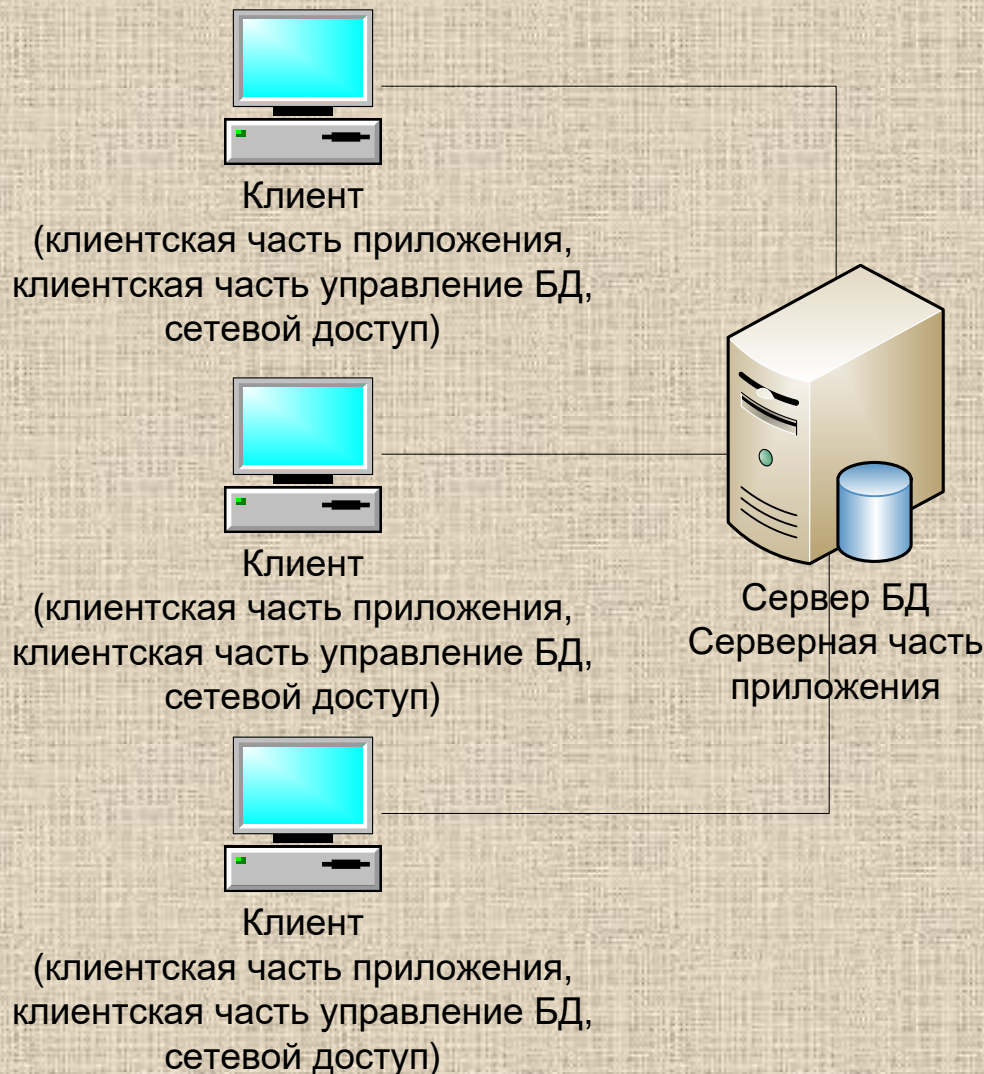 Клиент
(клиентская часть приложения,
клиентская часть управление БД,
сетевой доступ)
Клиент
(клиентская часть приложения,
клиентская часть управление БД,
сетевой доступ)
Сервер БД
Серверная часть
приложения
Клиент
(клиентская часть приложения,
клиентская часть управление БД,
сетевой доступ)